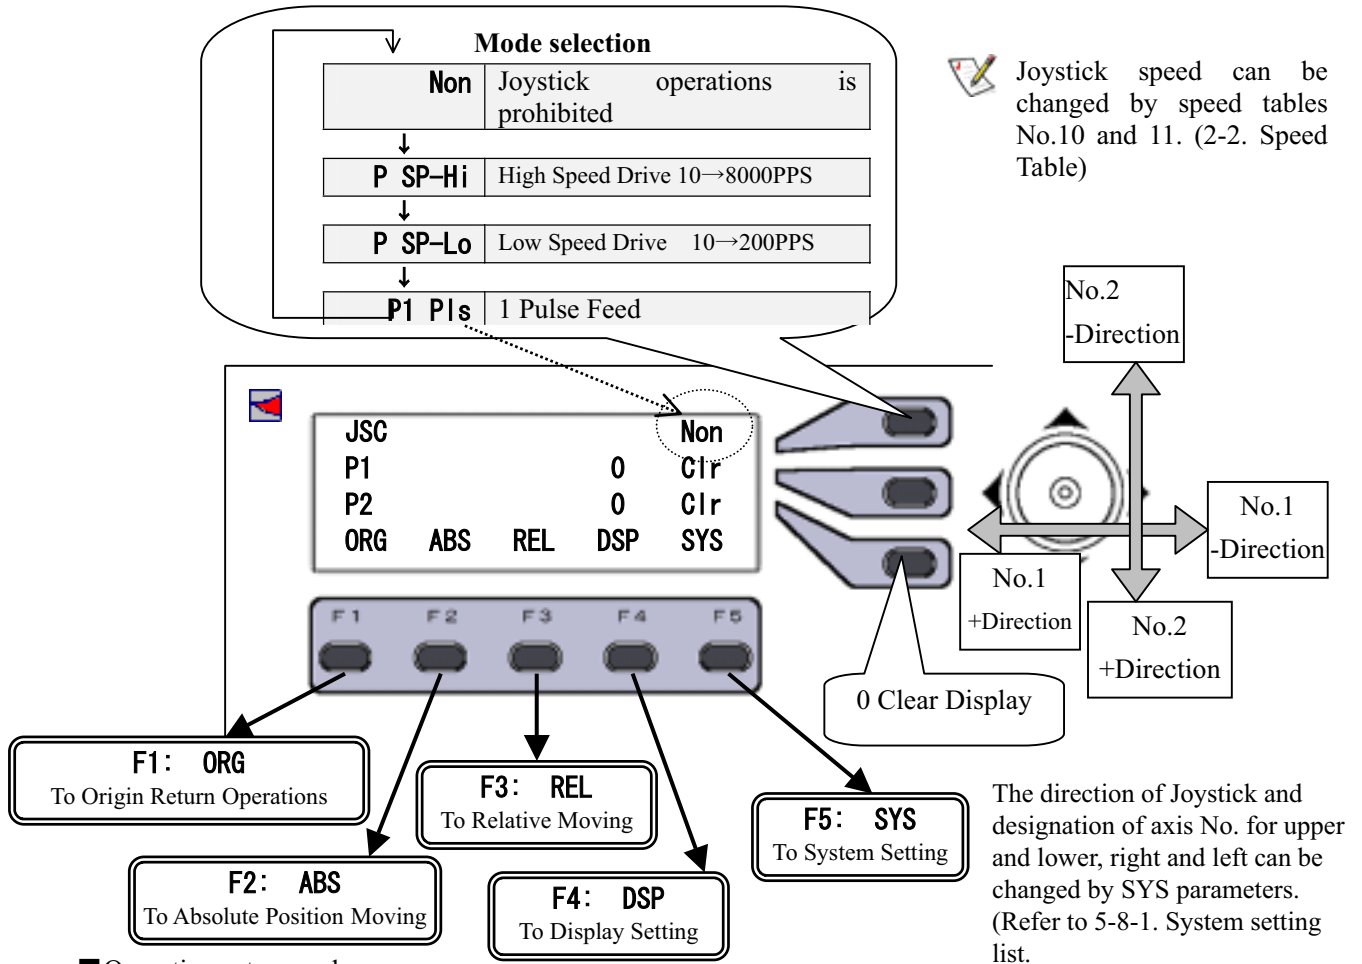 Mode selection
Non Joystick operations is
prohibited
↓
P SP-Hi High Speed Drive 10→8000PPS
↓
P SP-Lo Low Speed Drive 10→200PPS
↓
P1 Pls 1 Pulse Feed
Joystick speed can be
changed by speed tables
No.10 and 11. (2-2. Speed
Table)
JSC Non
P1 0 Clr
P2 0 Clr
ORG ABS REL DSP SYS
F1 F2 F3 F4 F5
No.2
-Direction
No.1
-Direction
No.1
+Direction
No.2
+Direction
0 Clear Display
F1: ORG
To Origin Return Operations
F2: ABS
To Absolute Position Moving
F3: REL
To Relative Moving
F4: DSP
To Display Setting
F5: SYS
To System Setting
The direction of Joystick and
designation of axis No. for upper
and lower, right and left can be
changed by SYS parameters.
(Refer to 5-8-1. System setting
list.